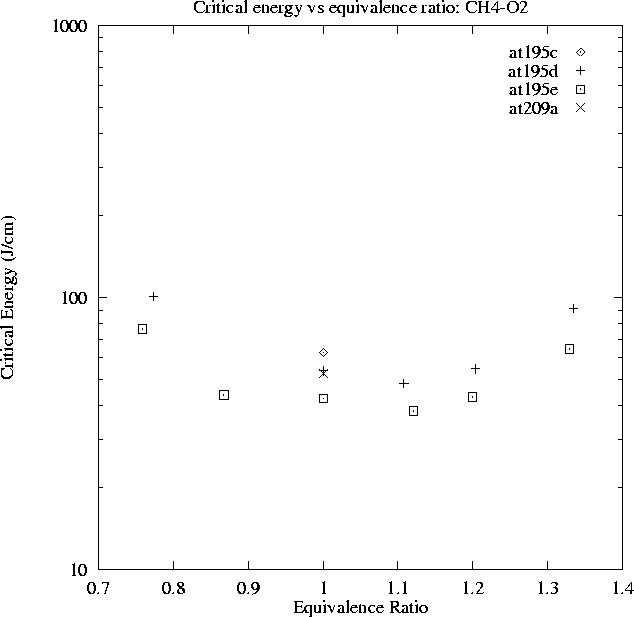 Critical energy vs equivalence ratio: CH4-O2
1000
at195c
at195d
at195e
at209a
Critical Energy (J/cm)
100
10
0.7 0.8 0.9 1 1.1 1.2 1.3 1.4
Equivalence Ratio